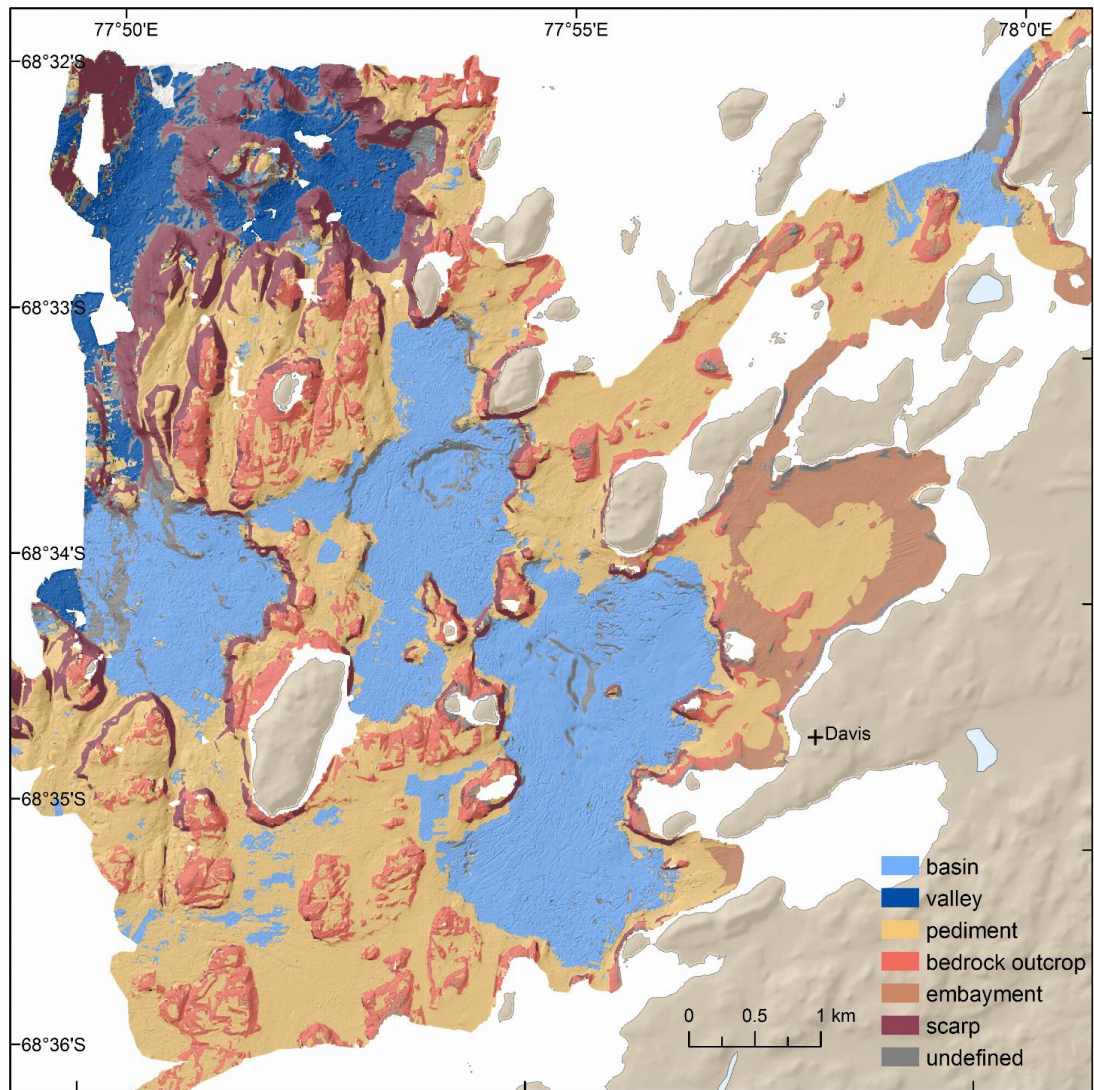 77°50'E 77°55'E 78°0'E
68°32'S
68°33'S
68°34'S
68°35'S
68°36'S
Davis
basin
valley
pediment
bedrock outcrop
embayment
scarp
undefined
0 0.5 1 km